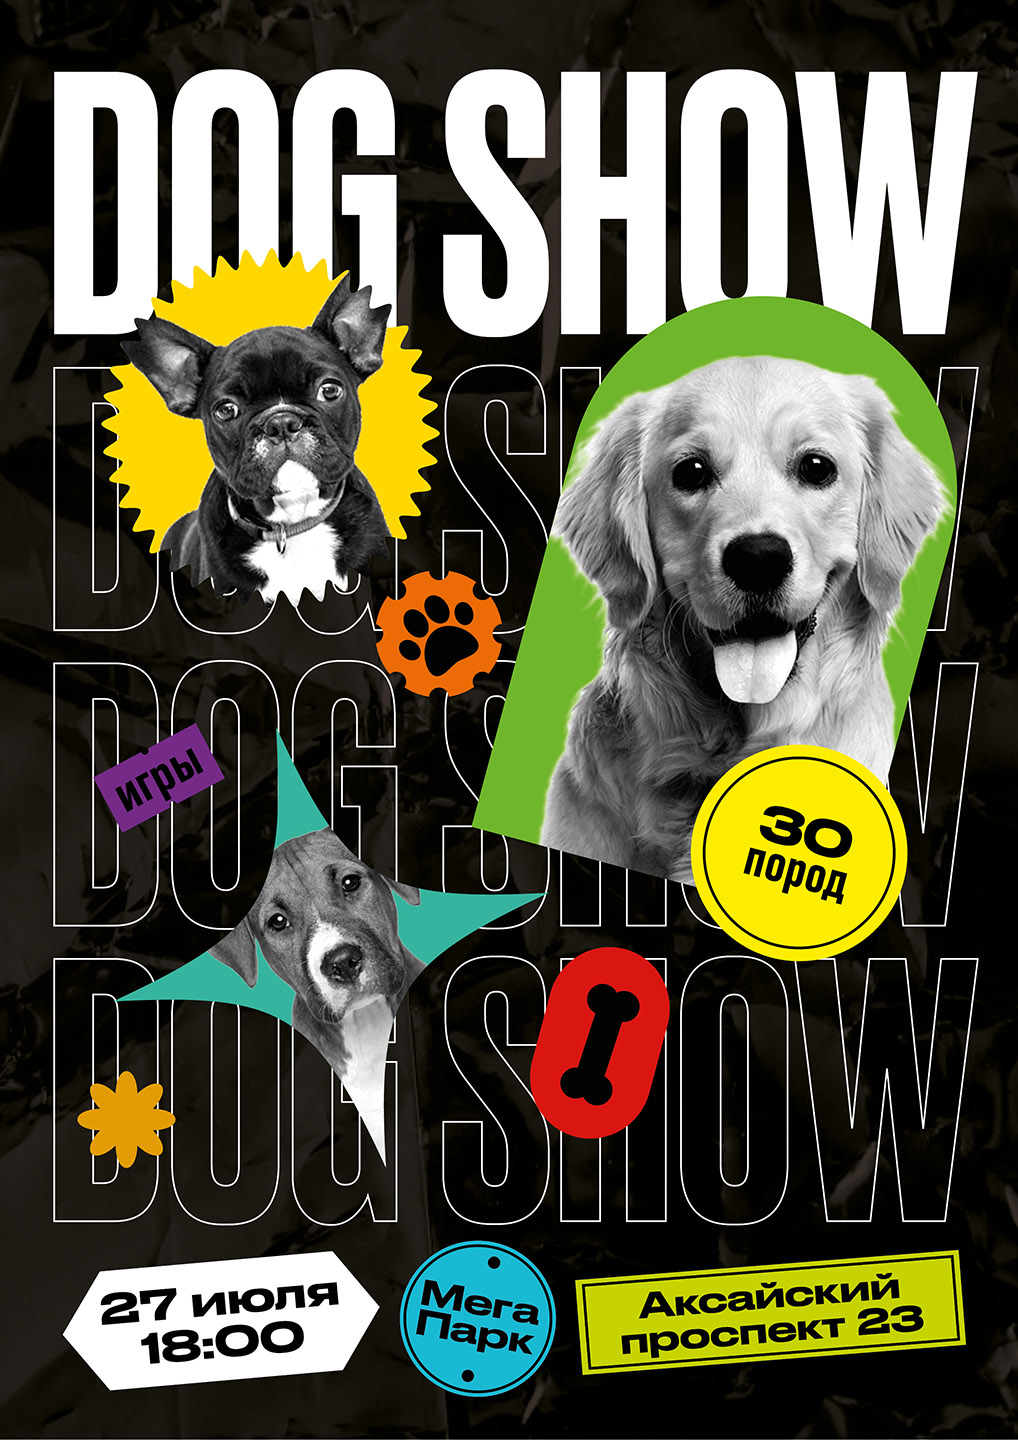 DOG SHOW
DOG SHOW
DOG SHOW
игры
30
пород
DOG SHOW
27 июля
18:00
Мега
Парк
Аксайский
проспект 23